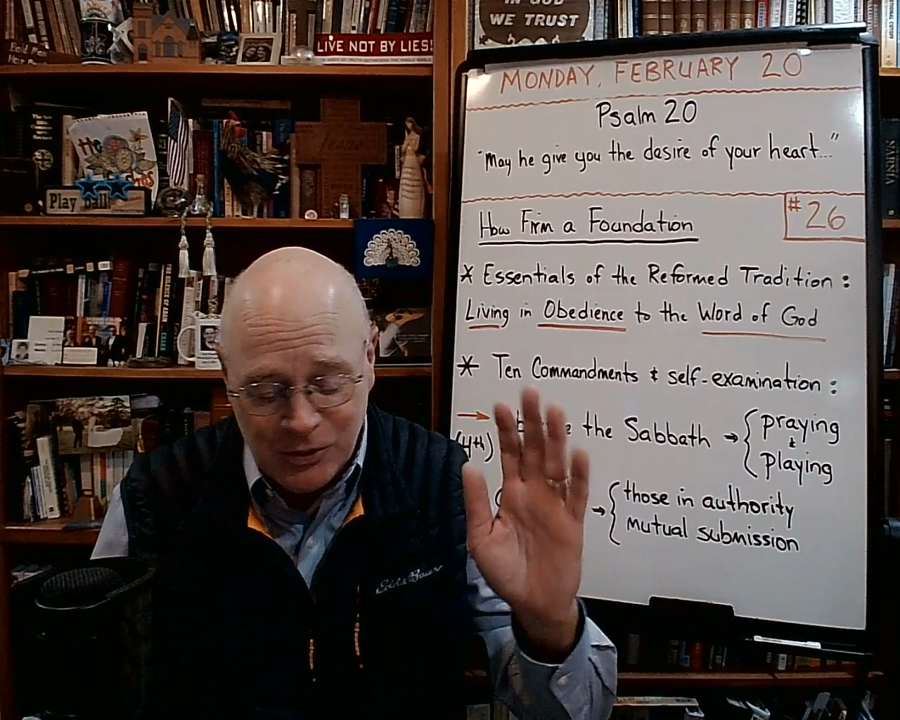 IN GOD
WE TRUST
LIVE NOT BY LIES!
Play Ball
MONDAY, FEBRUARY 20
Psalm 20
"May he give you the desire of your heart..."
How Firm a Foundation
#26
* Essentials of the Reformed Tradition:
Living in Obedience to the Word of God
* Ten Commandments & self-examination:
→ the Sabbath → { praying
&
playing
(4th)
→ { those in authority
mutual submission
Eddie Bauer